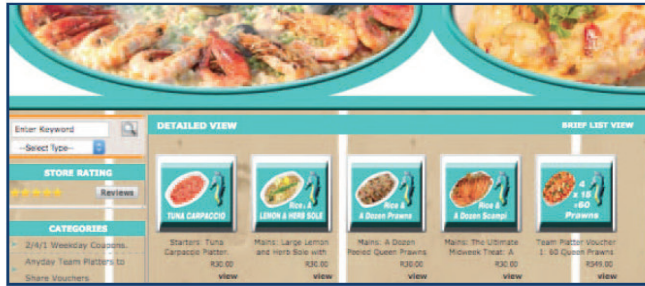 Enter Keyword
--Select Type--
STORE RATING
Reviews
CATEGORIES
2/4/1 Weekday Coupons.
Anyday Team Platters to
Share Vouchers
DETAILED VIEW
BRIEF LIST VIEW
TUNA CARPACCIO
Starters: Tuna
Carpaccio Platter.
R30.00
view
Rice &
LEMON & HERB SOLE
Mains: Large Lemon
and Herb Sole with
R30.00
view
Rice &
A Dozen Prawns
Mains: A Dozen
Peeled Queen Prawns
R30.00
view
Rice &
A Dozen Scampi
Mains: The Ultimate
Midweek Treat: A
R30.00
view
4
x 15
=60
Prawns
Team Platter Voucher
1: 60 Queen Prawns
R549.00
view